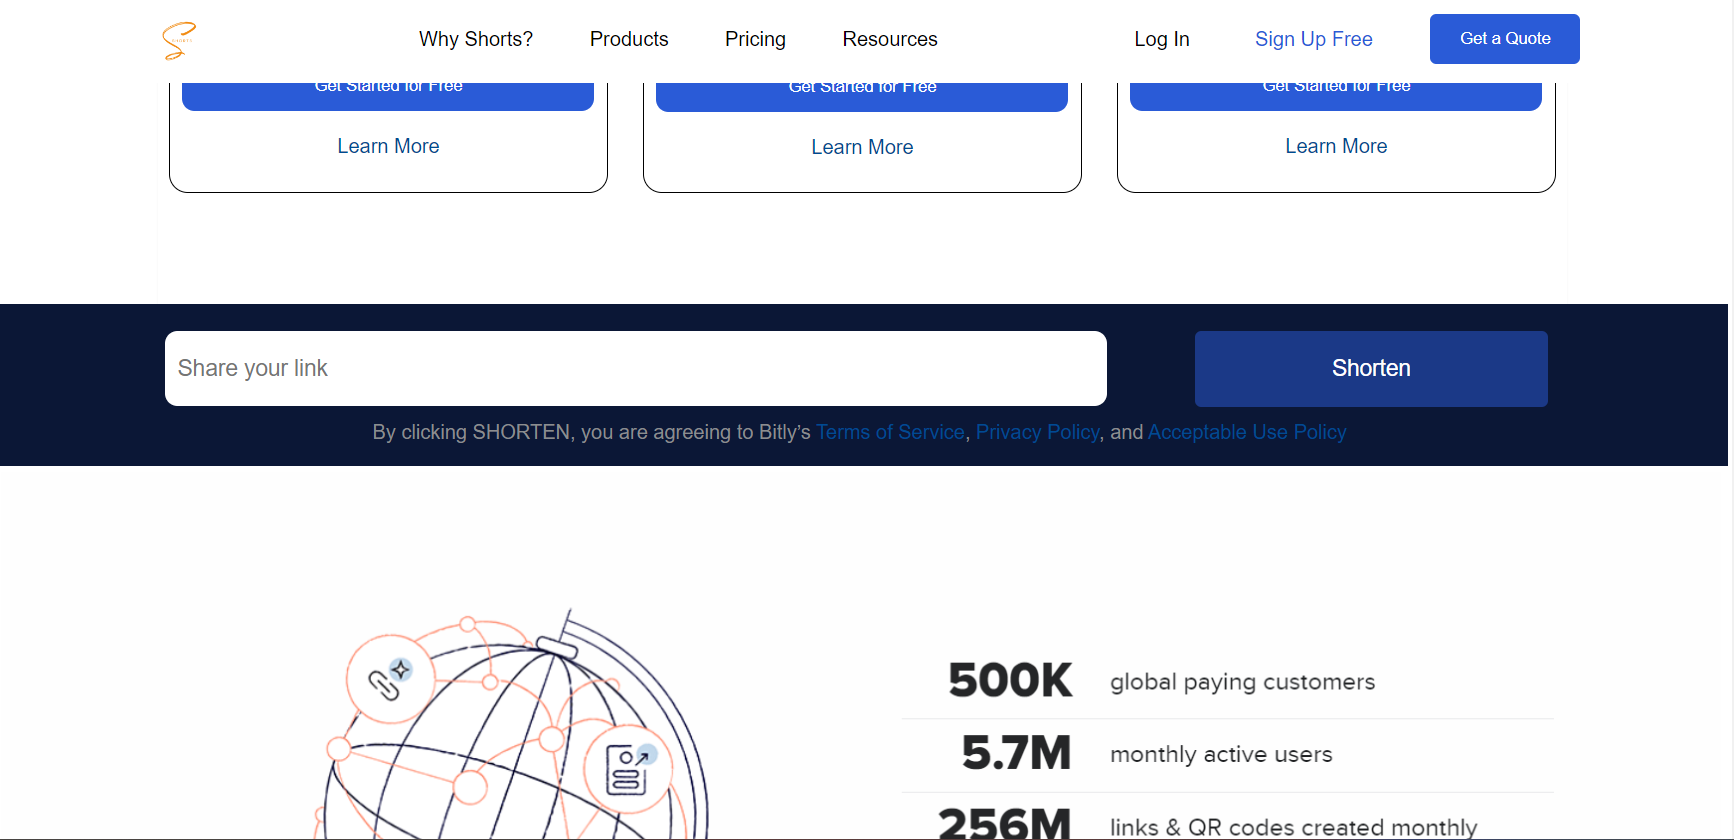 SHORTS
Why Shorts? Products Pricing Resources Log In Sign Up Free Get a Quote
Get Started for Free Get Started for Free Get Started for Free
Learn More Learn More Learn More
Share your link Shorten
By clicking SHORTEN, you are agreeing to Bitly’s Terms of Service, Privacy Policy, and Acceptable Use Policy
500K global paying customers
5.7M monthly active users
256M links & QR codes created monthly